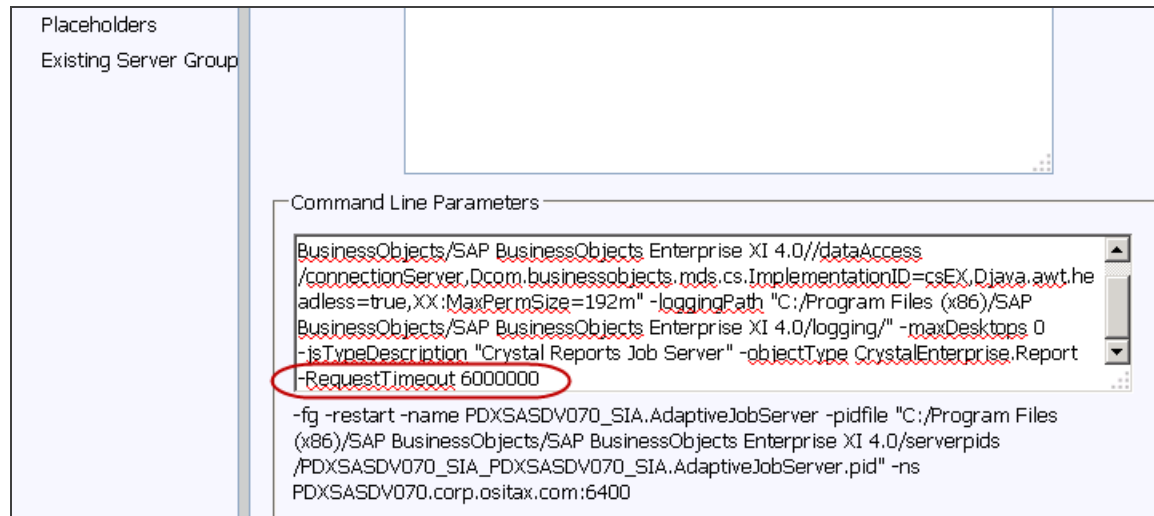 Placeholders
Existing Server Group
Command Line Parameters
BusinessObjects/SAP BusinessObjects Enterprise XI 4.0//dataAccess
/connectionServer,Dcom.businessobjects.mds.cs.ImplementationID=csEX,Djava.awt.he
adless=true,XX:MaxPermSize=192m" -loggingPath "C:/Program Files (x86)/SAP
BusinessObjects/SAP BusinessObjects Enterprise XI 4.0/logging/" -maxDesktops 0
-jsTypeDescription "Crystal Reports Job Server" -objectType CrystalEnterprise.Report
-RequestTimeout 6000000
-fg -restart -name PDXSASDV070_SIA.AdaptiveJobServer -pidfile "C:/Program Files
(x86)/SAP BusinessObjects/SAP BusinessObjects Enterprise XI 4.0/serverpids
/PDXSASDV070_SIA_PDXSASDV070_SIA.AdaptiveJobServer.pid" -ns
PDXSASDV070.corp.ositax.com:6400